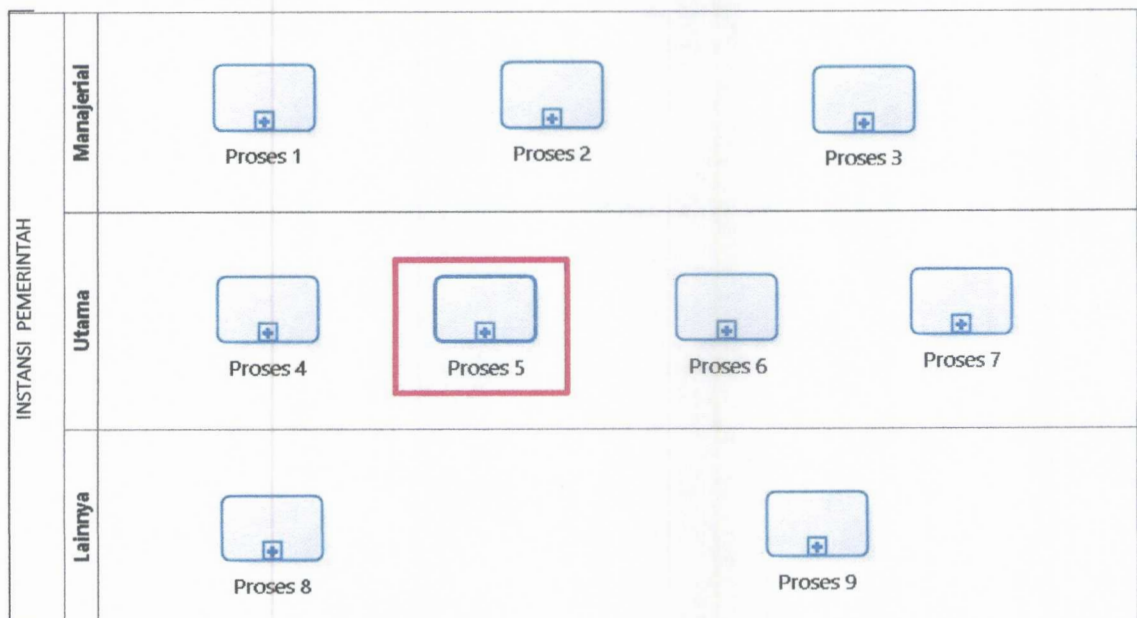 INSTANSI PEMERINTAH
Manajerial
Proses 1
Proses 2
Proses 3
Utama
Proses 4
Proses 5
Proses 6
Proses 7
Lainnya
Proses 8
Proses 9